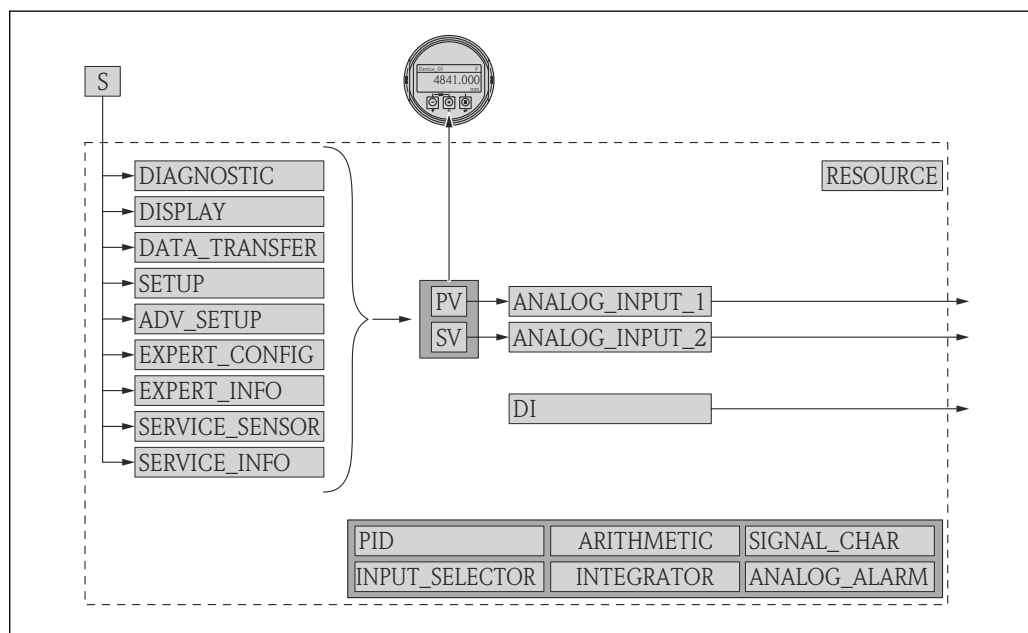 S
Device_01
4841.000
mm
DIAGNOSTIC
DISPLAY
DATA_TRANSFER
SETUP
ADV_SETUP
EXPERT_CONFIG
EXPERT_INFO
SERVICE_SENSOR
SERVICE_INFO
RESOURCE
PV
ANALOG_INPUT_1
SV
ANALOG_INPUT_2
DI
PID
ARITHMETIC
SIGNAL_CHAR
INPUT_SELECTOR
INTEGRATOR
ANALOG_ALARM